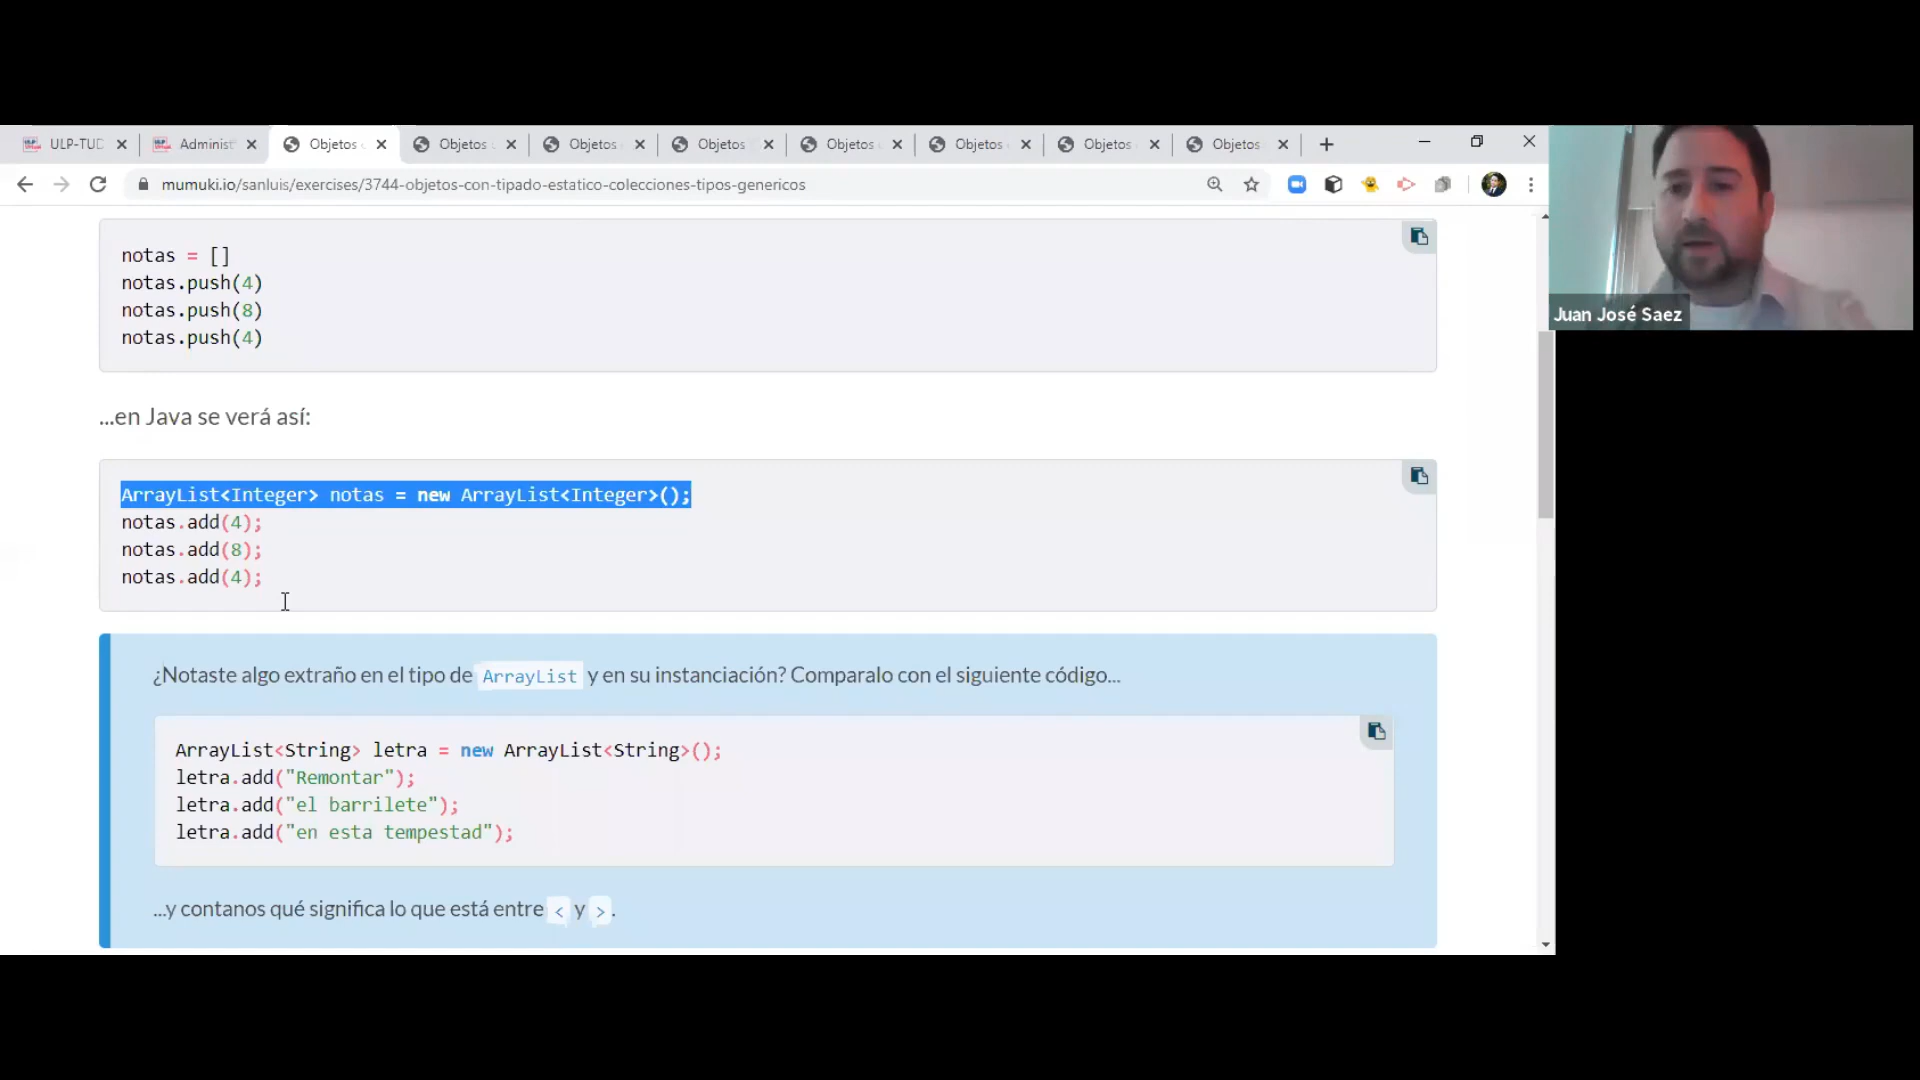 ULP-TUD
Administ
Objetos
Objetos
Objetos
Objetos
Objetos
Objetos
Objetos
Objetos
mumuki.io/sanluis/exercises/3744-objetos-con-tipado-estatico-colecciones-tipos-genericos
Juan José Saez
notas = []
notas.push(4)
notas.push(8)
notas.push(4)
...en Java se verá así:
ArrayList<Integer> notas = new ArrayList<Integer>();
notas.add(4);
notas.add(8);
notas.add(4);
¿Notaste algo extraño en el tipo de ArrayList y en su instanciación? Comparalo con el siguiente código...
ArrayList<String> letra = new ArrayList<String>();
letra.add("Remontar");
letra.add("el barrilete");
letra.add("en esta tempestad");
...y contanos qué significa lo que está entre < y >.